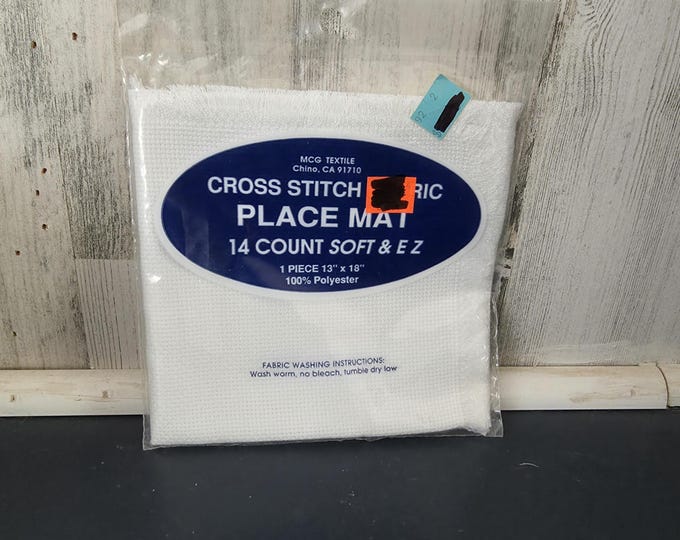 MCG TEXTILE
Chino, CA 91710
CROSS STITCH RIC
PLACE MAT
14 COUNT SOFT & E Z
1 PIECE 13" x 18"
100% Polyester
FABRIC WASHING INSTRUCTIONS:
Wash warm, no bleach, tumble dry low